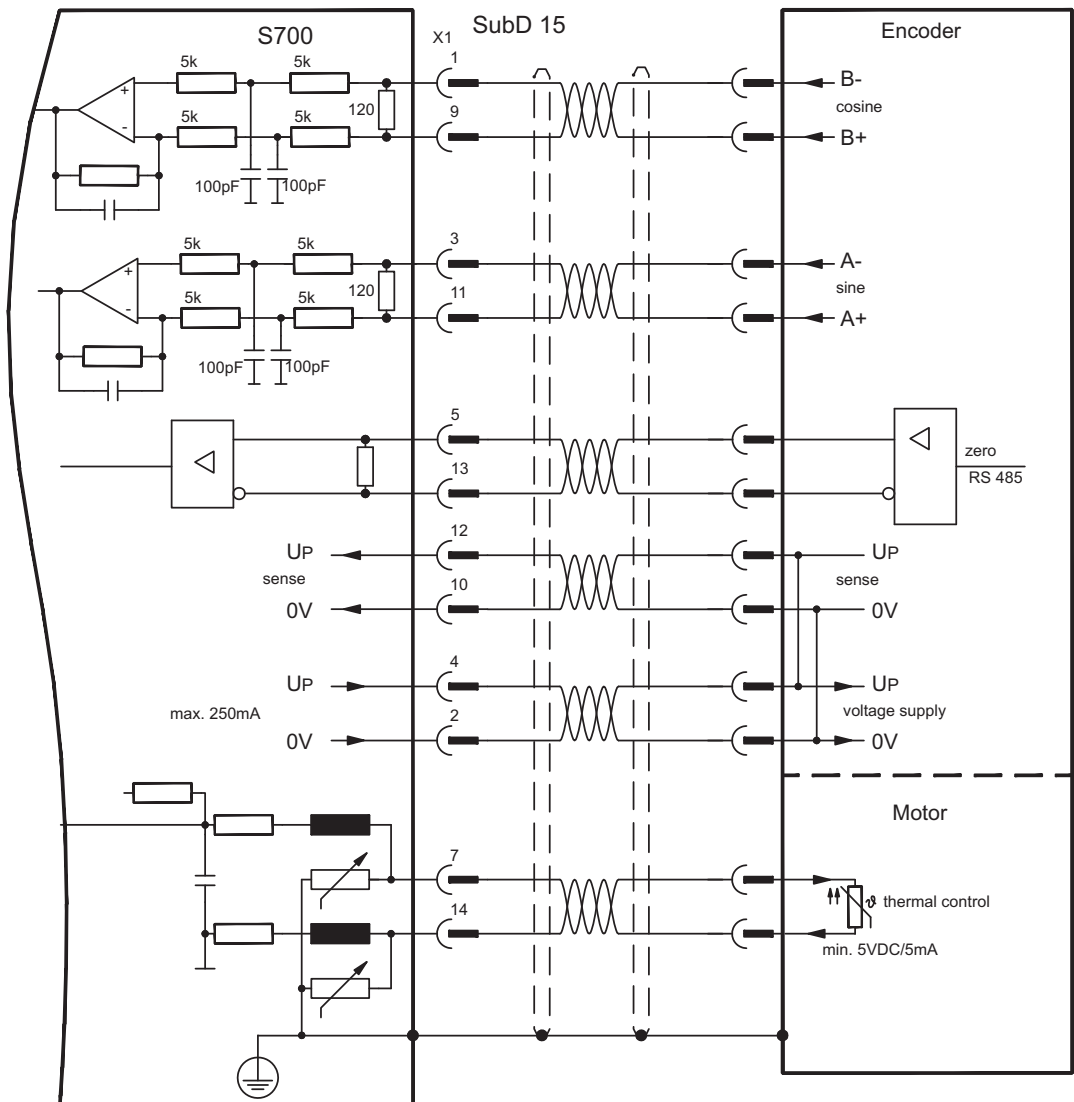 S700
X1
SubD 15
Encoder
5k
5k
1
120
B-
cosine
5k
5k
9
B+
100pF
100pF
5k
5k
3
120
A-
sine
5k
5k
11
A+
100pF
100pF
5
13
zero
RS 485
UP
12
UP
sense
sense
0V
10
0V
UP
4
UP
max. 250mA
voltage supply
0V
2
0V
Motor
7
ϑ thermal control
14
min. 5VDC/5mA